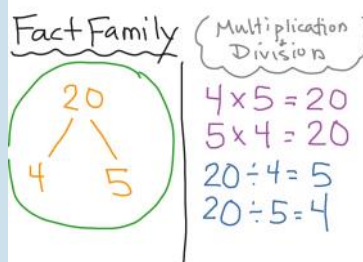 Fact Family
20
4 5
Multiplication
+
Division
4 x 5 = 20
5 x 4 = 20
20 ÷ 4 = 5
20 ÷ 5 = 4